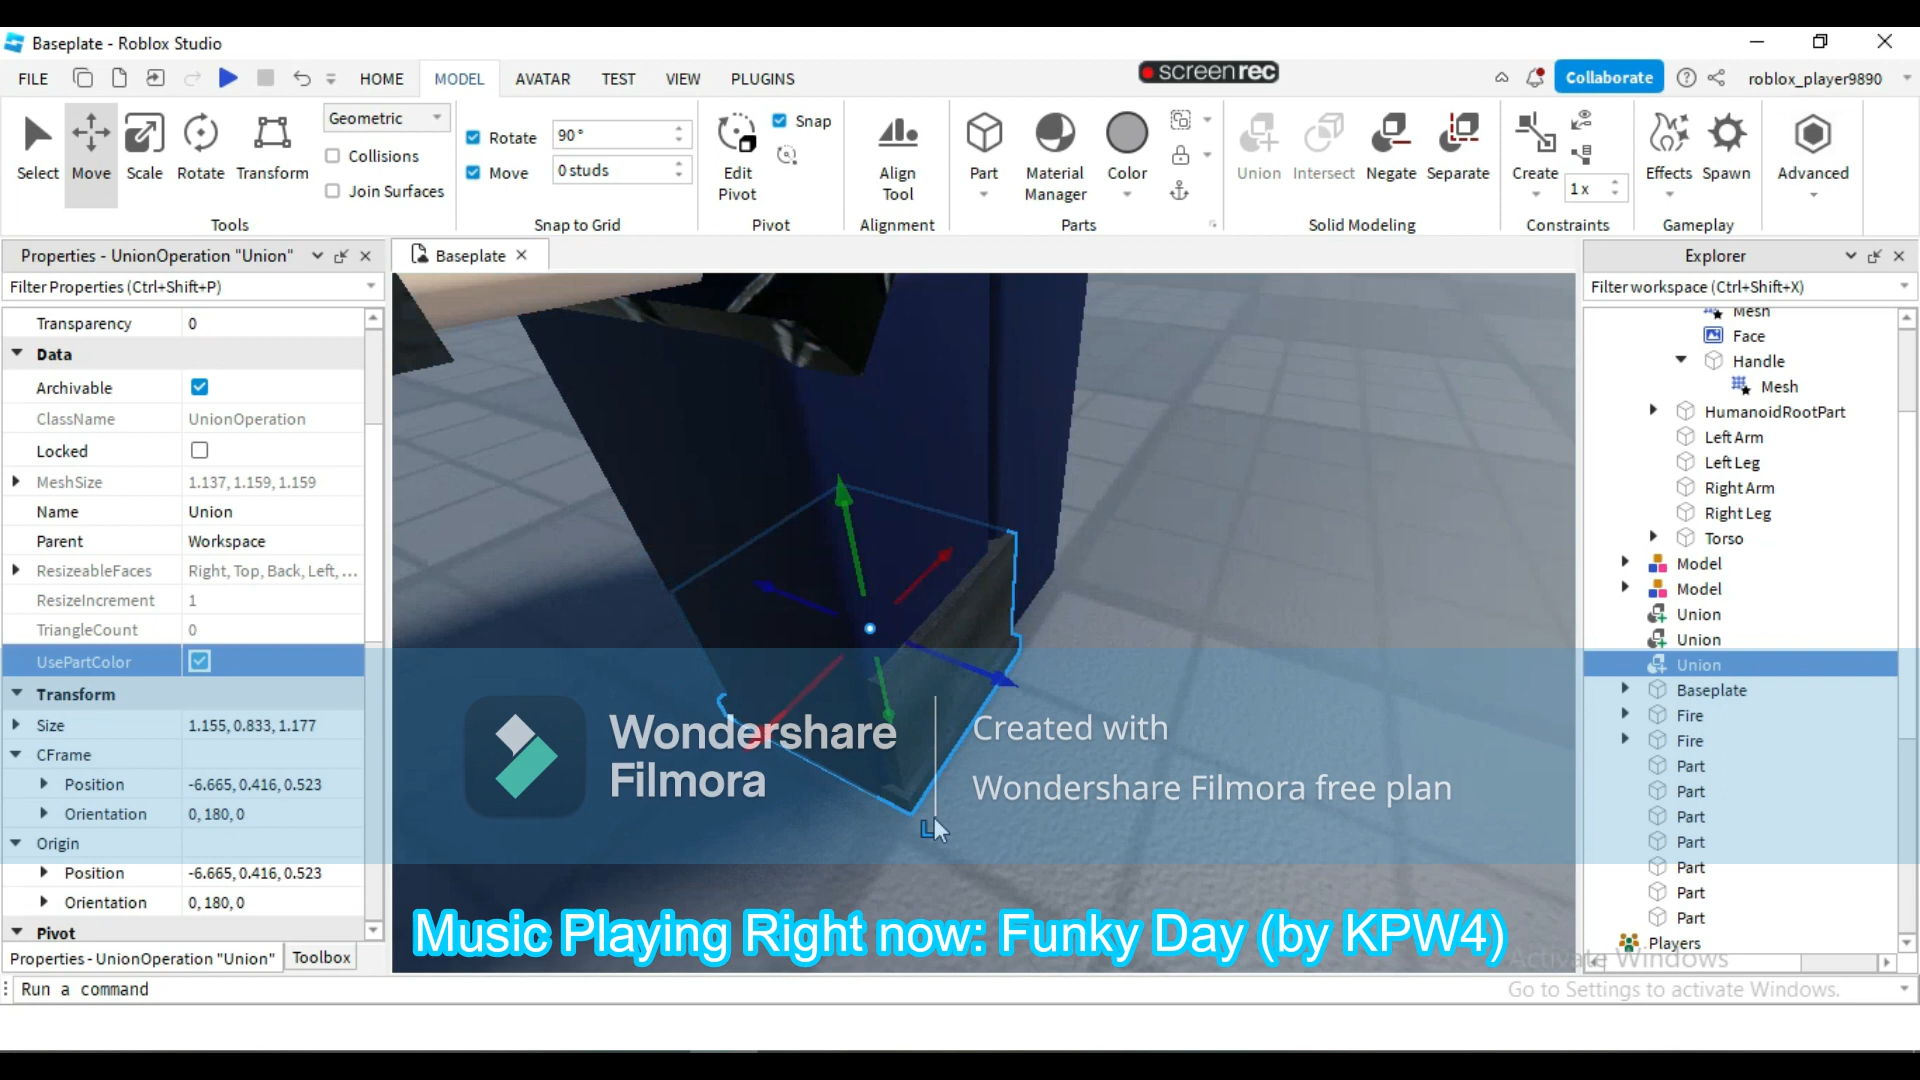 Baseplate - Roblox Studio
FILE HOME MODEL AVATAR TEST VIEW PLUGINS
screenrec
Collaborate
roblox_player9890
Select Move Scale Rotate Transform
Geometric
Collisions
Join Surfaces
Tools
Rotate 90°
Move 0 studs
Snap to Grid
Edit Pivot
Snap
Pivot
Align Tool
Alignment
Part
Material Manager
Color
Parts
Union Intersect Negate Separate
Solid Modeling
Create
1x
Constraints
Effects Spawn
Gameplay
Advanced
Properties - UnionOperation "Union"
Filter Properties (Ctrl+Shift+P)
Transparency 0
Data
Archivable
ClassName UnionOperation
Locked
MeshSize 1.137, 1.159, 1.159
Name Union
Parent Workspace
ResizeableFaces Right, Top, Back, Left, ...
ResizeIncrement 1
TriangleCount 0
UsePartColor
Transform
Size 1.155, 0.833, 1.177
CFrame
Position -6.665, 0.416, 0.523
Orientation 0, 180, 0
Origin
Position -6.665, 0.416, 0.523
Orientation 0, 180, 0
Pivot
Properties - UnionOperation "Union"
Toolbox
Run a command
Baseplate
L
Wondershare
Filmora
Created with
Wondershare Filmora free plan
Music Playing Right now: Funky Day (by KPW4)
Explorer
Filter workspace (Ctrl+Shift+X)
Mesh
Face
Handle
Mesh
HumanoidRootPart
Left Arm
Left Leg
Right Arm
Right Leg
Torso
Model
Model
Union
Union
Union
Baseplate
Fire
Fire
Part
Part
Part
Part
Part
Part
Part
Players
Activate Windows
Go to Settings to activate Windows.